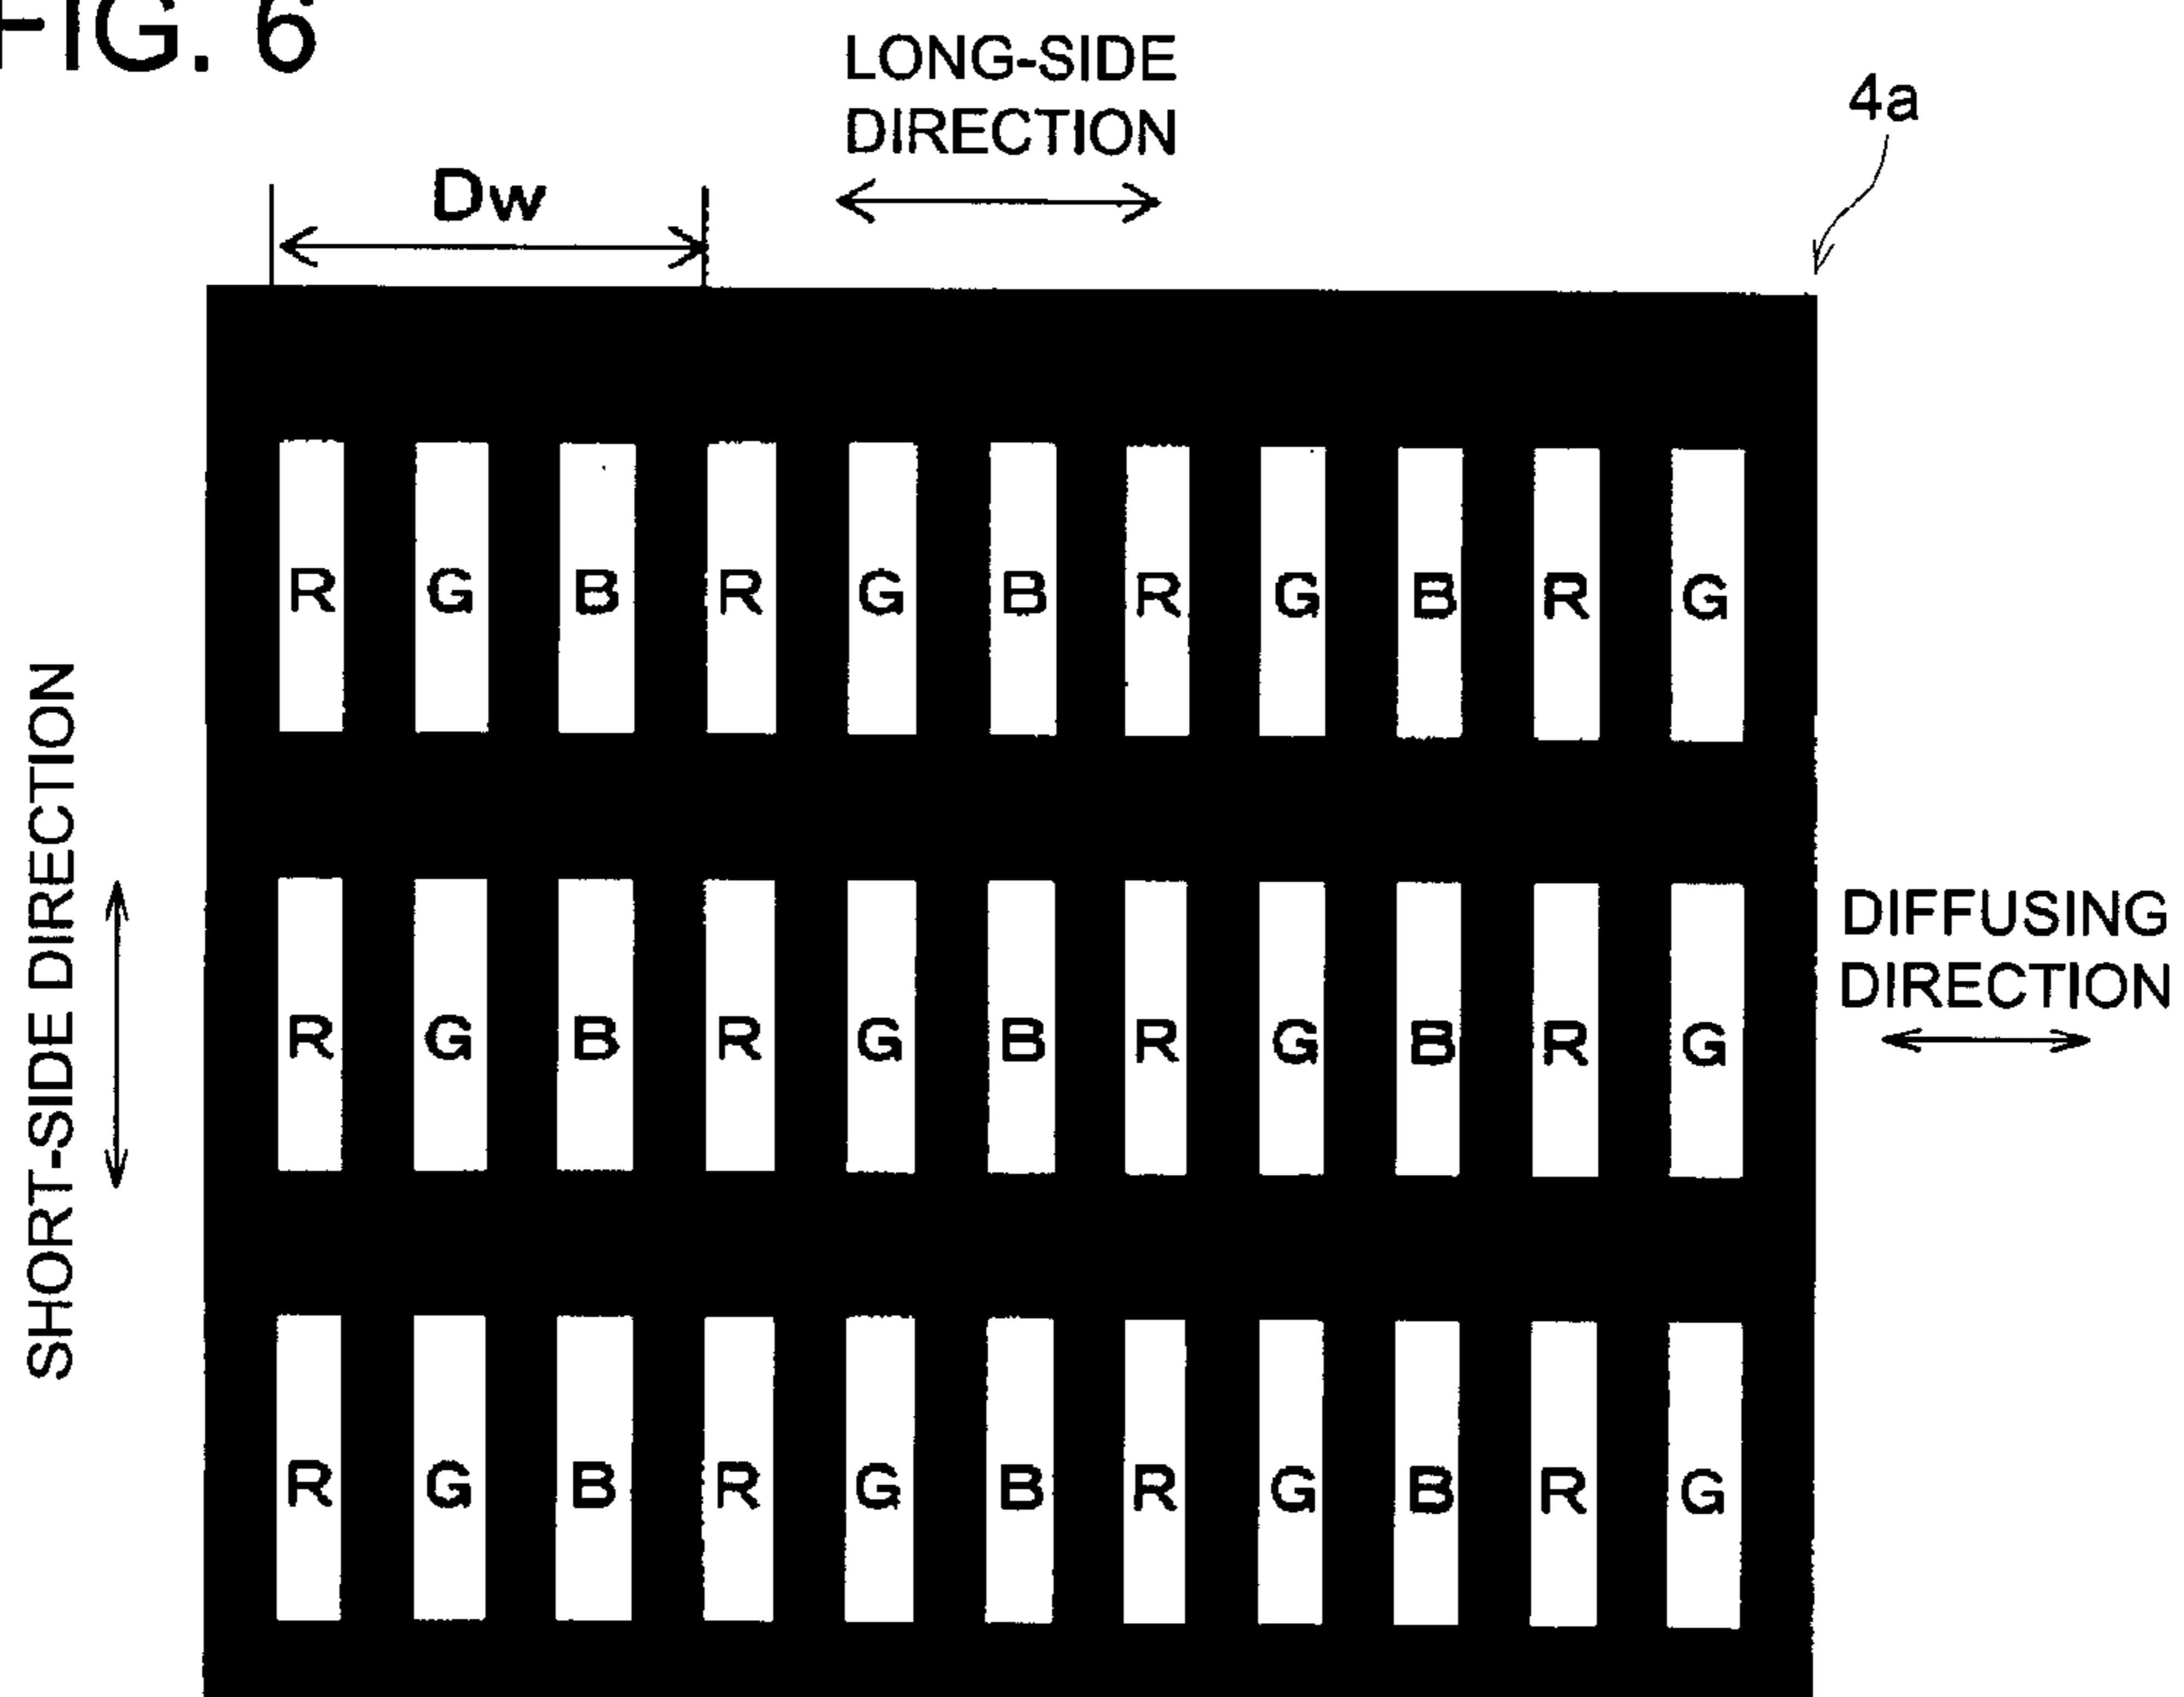 FIG. 6
LONG-SIDE
DIRECTION
4a
Dw
R G B R G B R G B R G
SHORT-SIDE DIRECTION
R G B R G B R G B R G
DIFFUSING
DIRECTION
R G B R G B R G B R G